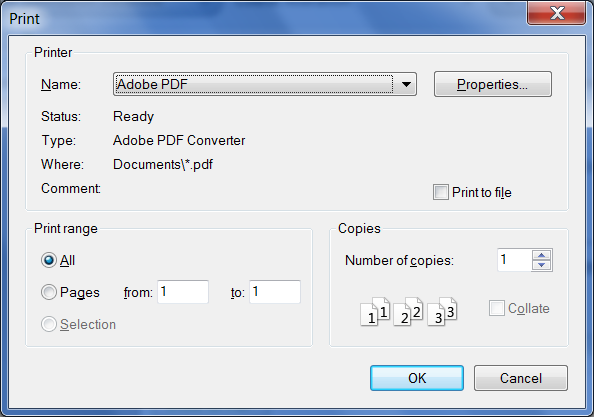 Print
Printer
Name: Adobe PDF Properties...
Status: Ready
Type: Adobe PDF Converter
Where: Documents\*.pdf
Comment:
Print to file
Print range
All
Pages from: 1 to: 1
Selection
Copies
Number of copies: 1
1 1 2 2 3 3
Collate
OK Cancel